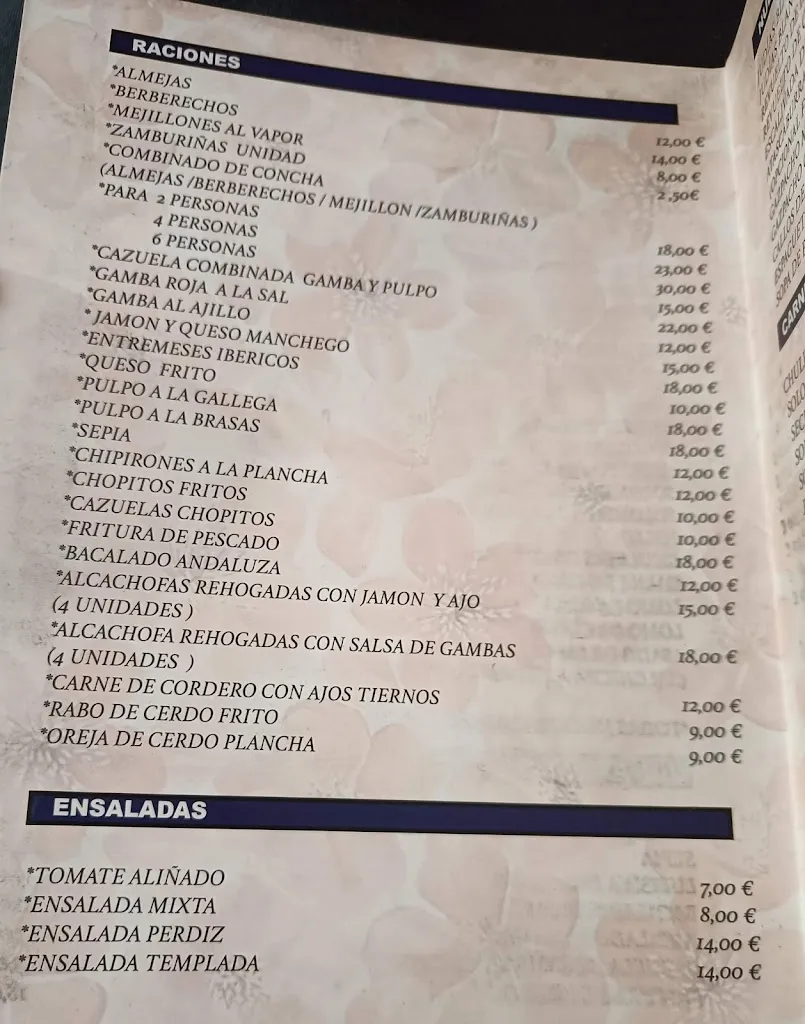 RACIONES
*ALMEJAS 12,00 €
*BERBERECHOS 14,00 €
*MEJILLONES AL VAPOR 8,00 €
*ZAMBURIÑAS UNIDAD 2,50€
*COMBINADO DE CONCHA
(ALMEJAS /BERBERECHOS / MEJILLON /ZAMBURIÑAS )
*PARA 2 PERSONAS 18,00 €
4 PERSONAS 23,00 €
6 PERSONAS 30,00 €
*CAZUELA COMBINADA GAMBA Y PULPO 15,00 €
*GAMBA ROJA A LA SAL 22,00 €
*GAMBA AL AJILLO 12,00 €
*JAMON Y QUESO MANCHEGO 15,00 €
*ENTREMESES IBERICOS 18,00 €
*QUESO FRITO 10,00 €
*PULPO A LA GALLEGA 18,00 €
*PULPO A LA BRASAS 18,00 €
*SEPIA 12,00 €
*CHIPIRONES A LA PLANCHA 12,00 €
*CHOPITOS FRITOS 10,00 €
*CAZUELAS CHOPITOS 10,00 €
*FRITURA DE PESCADO 18,00 €
*BACALADO ANDALUZA 12,00 €
*ALCACHOFAS REHOGADAS CON JAMON Y AJO 15,00 €
(4 UNIDADES )
*ALCACHOFA REHOGADAS CON SALSA DE GAMBAS 18,00 €
(4 UNIDADES )
*CARNE DE CORDERO CON AJOS TIERNOS 12,00 €
*RABO DE CERDO FRITO 9,00 €
*OREJA DE CERDO PLANCHA 9,00 €
ENSALADAS
*TOMATE ALIÑADO 7,00 €
*ENSALADA MIXTA 8,00 €
*ENSALADA PERDIZ 14,00 €
*ENSALADA TEMPLADA 14,00 €